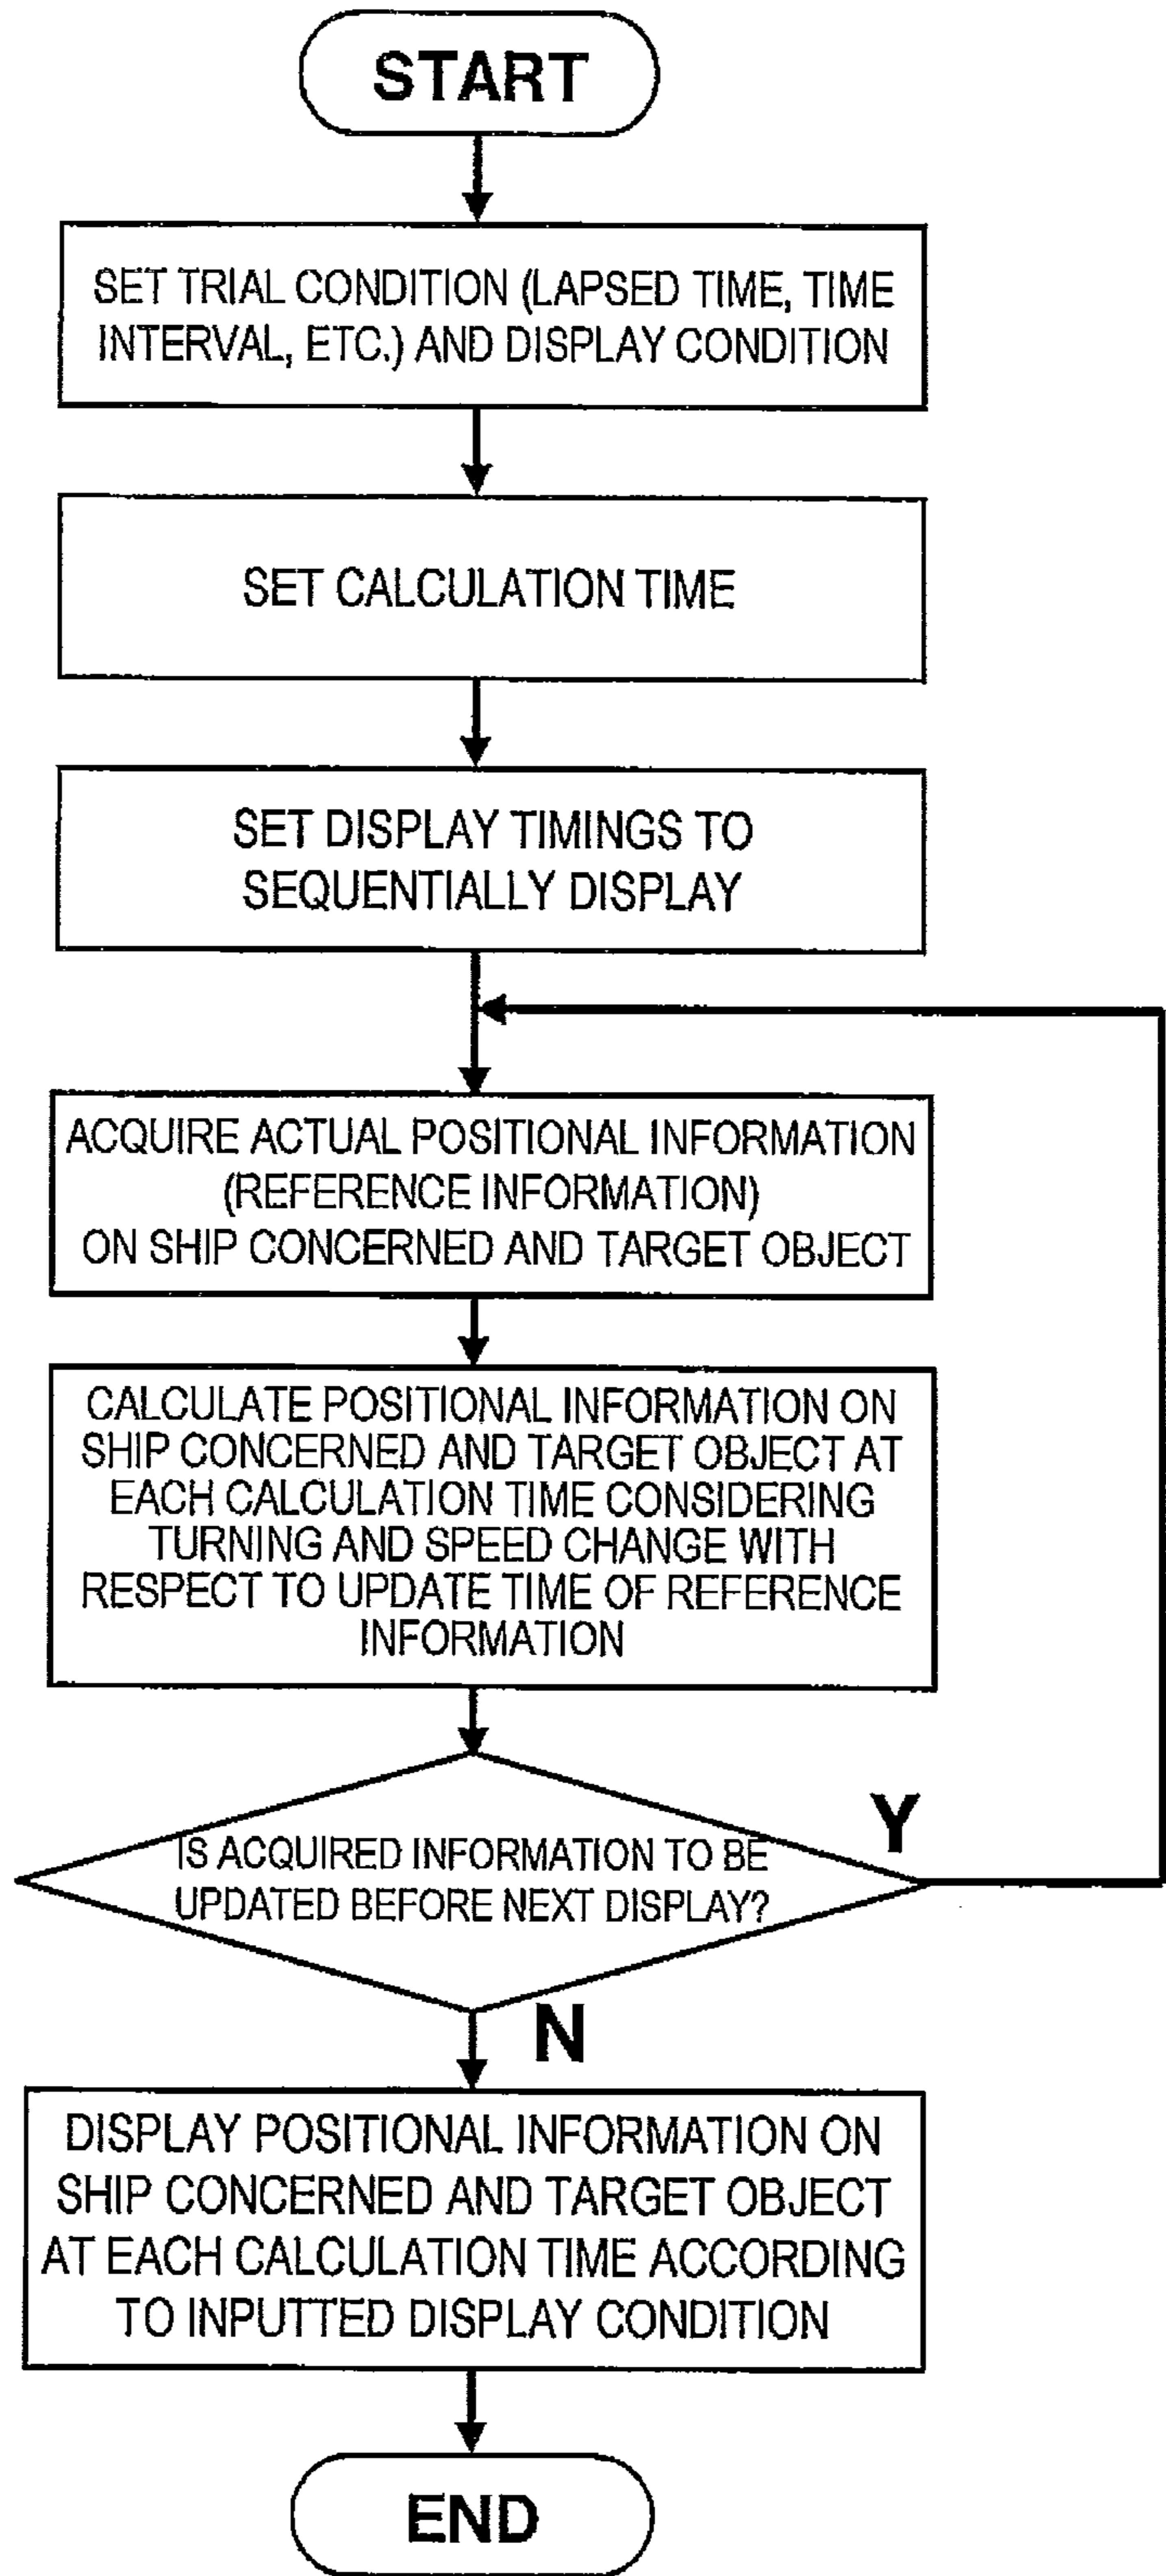 START
SET TRIAL CONDITION (LAPSED TIME, TIME
INTERVAL, ETC.) AND DISPLAY CONDITION
SET CALCULATION TIME
SET DISPLAY TIMINGS TO
SEQUENTIALLY DISPLAY
ACQUIRE ACTUAL POSITIONAL INFORMATION
(REFERENCE INFORMATION)
ON SHIP CONCERNED AND TARGET OBJECT
CALCULATE POSITIONAL INFORMATION ON
SHIP CONCERNED AND TARGET OBJECT AT
EACH CALCULATION TIME CONSIDERING
TURNING AND SPEED CHANGE WITH
RESPECT TO UPDATE TIME OF REFERENCE
INFORMATION
Y
IS ACQUIRED INFORMATION TO BE
UPDATED BEFORE NEXT DISPLAY?
N
DISPLAY POSITIONAL INFORMATION ON
SHIP CONCERNED AND TARGET OBJECT
AT EACH CALCULATION TIME ACCORDING
TO INPUTTED DISPLAY CONDITION
END